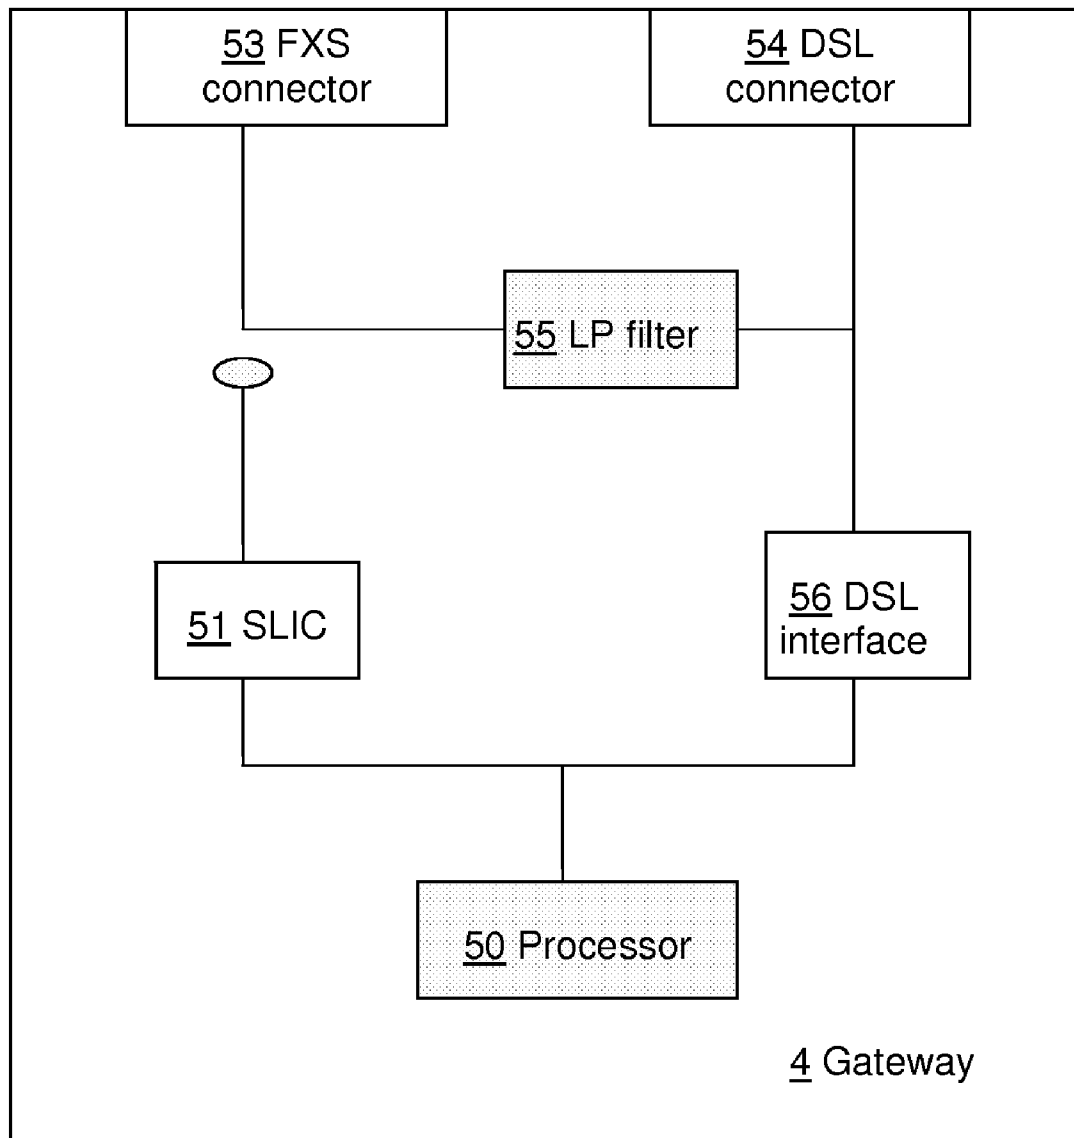 53 FXS
connector
54 DSL
connector
55 LP filter
51 SLIC
56 DSL
interface
50 Processor
4 Gateway